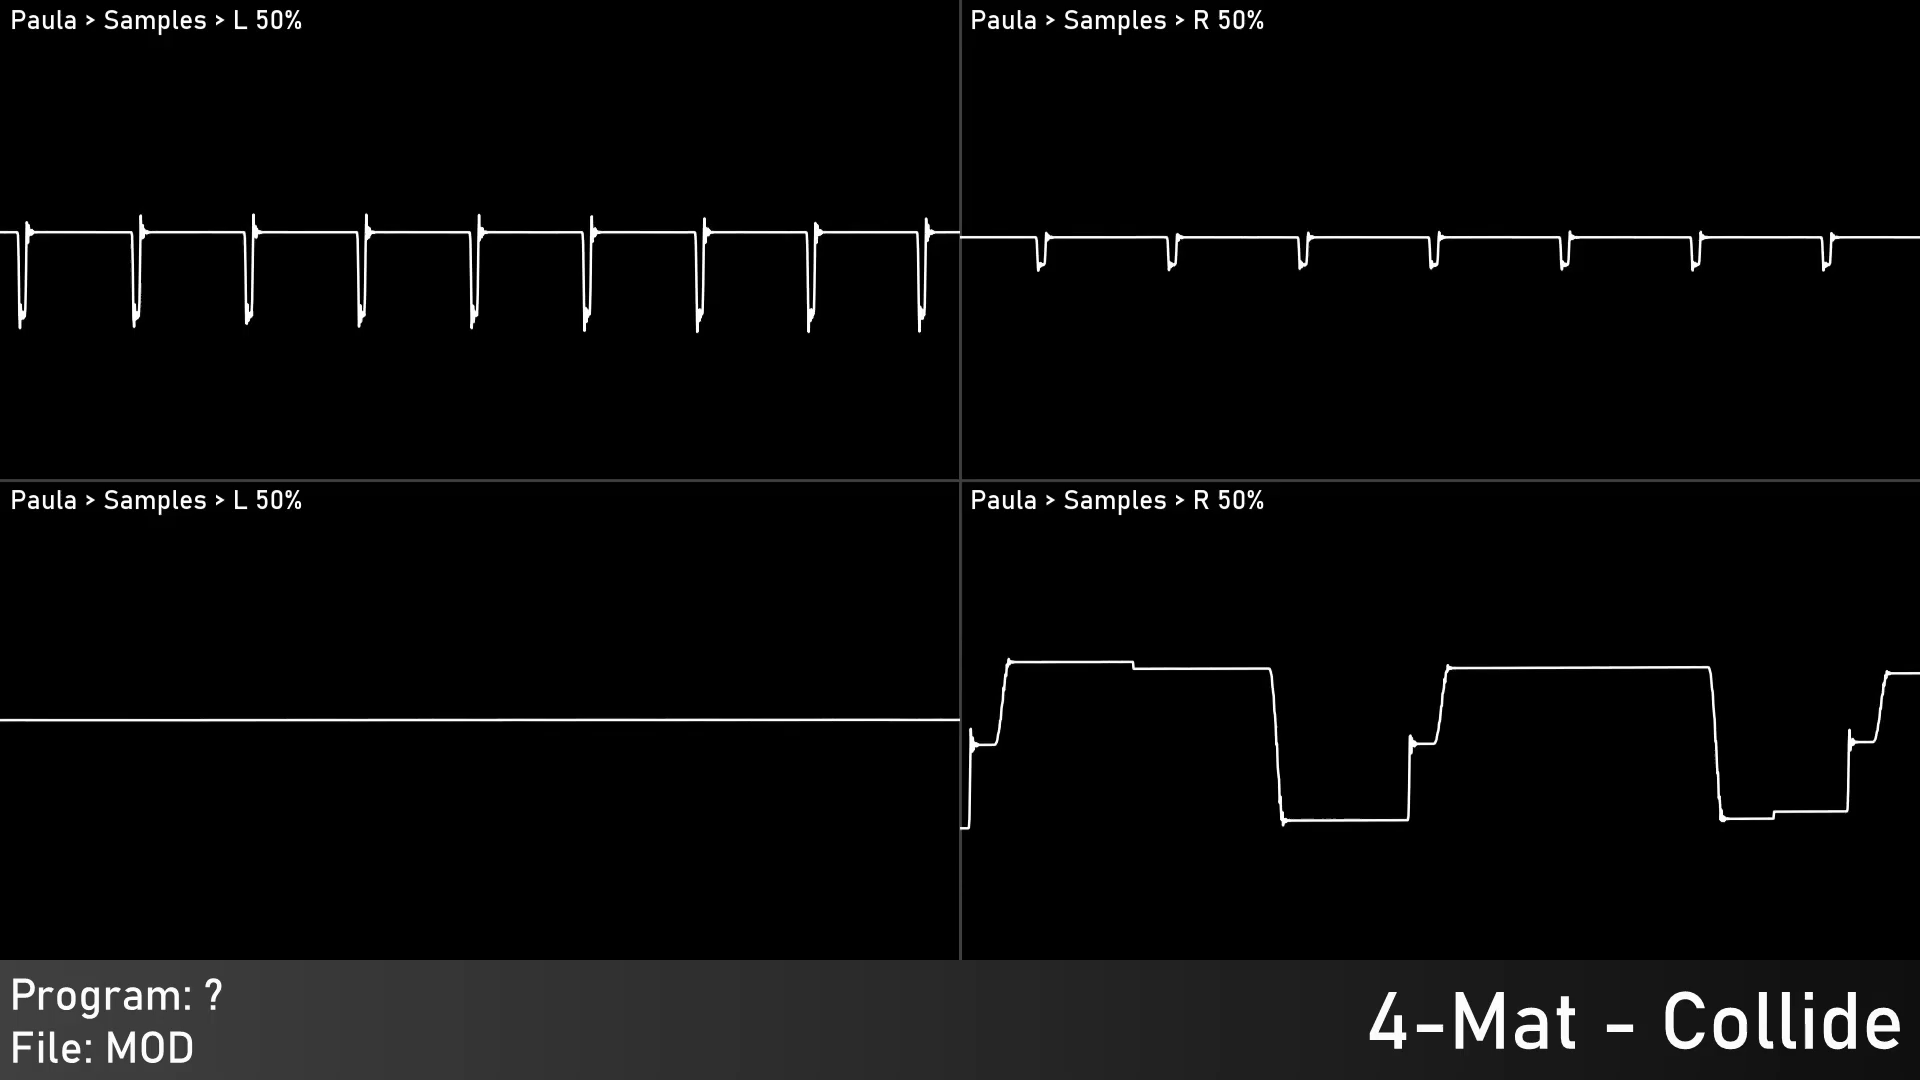 Paula > Samples > L 50%
Paula > Samples > R 50%
Paula > Samples > L 50%
Paula > Samples > R 50%
Program: ?
File: MOD
4-Mat - Collide